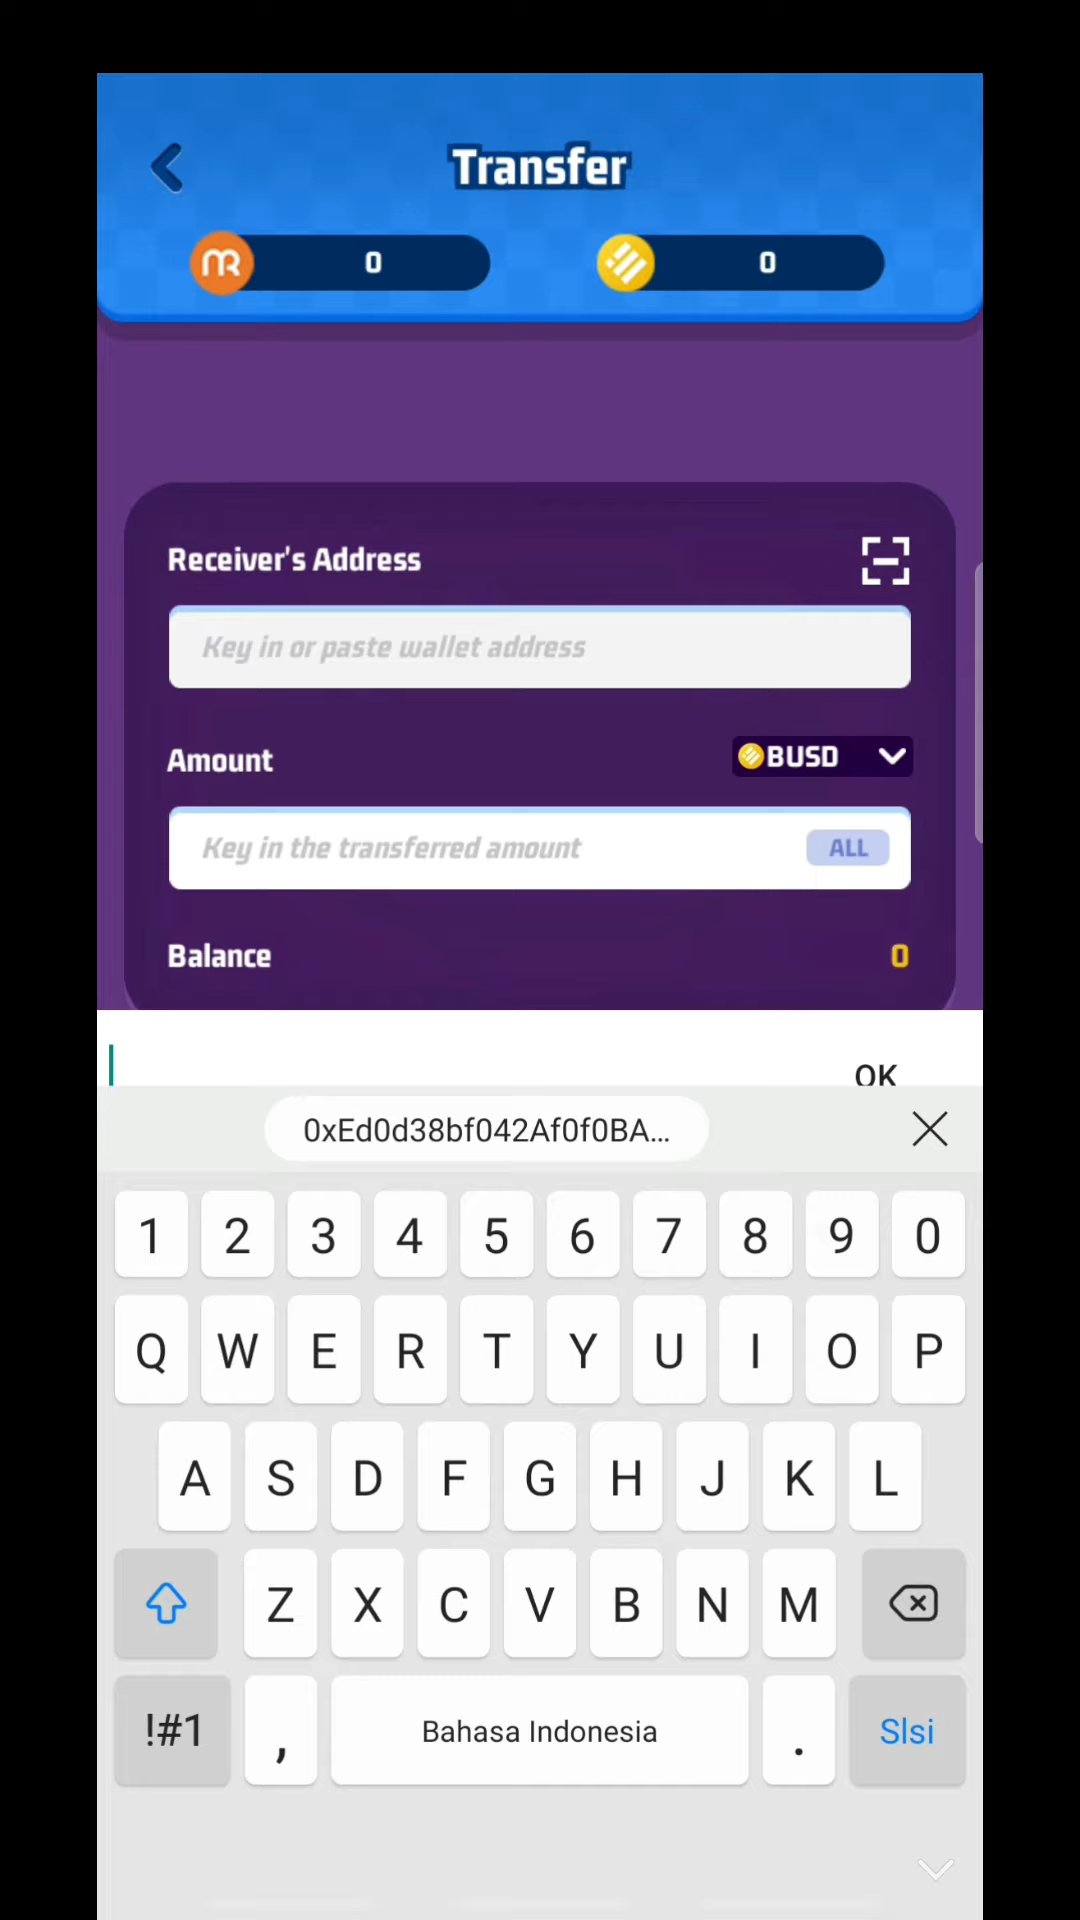 Transfer
0
0
Receiver's Address
Key in or paste wallet address
Amount
BUSD
Key in the transferred amount
ALL
Balance
0
OK
0xEd0d38bf042Af0f0BA...
1 2 3 4 5 6 7 8 9 0
Q W E R T Y U I O P
A S D F G H J K L
Z X C V B N M
!#1 , Bahasa Indonesia . Slsi